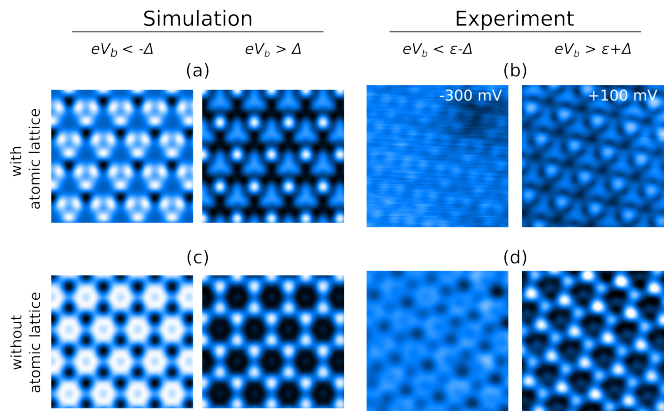 Simulation
Experiment
eV_b < -Δ
eV_b > Δ
eV_b < ε-Δ
eV_b > ε+Δ
(a)
(b)
with
atomic lattice
-300 mV
+100 mV
(c)
(d)
without
atomic lattice